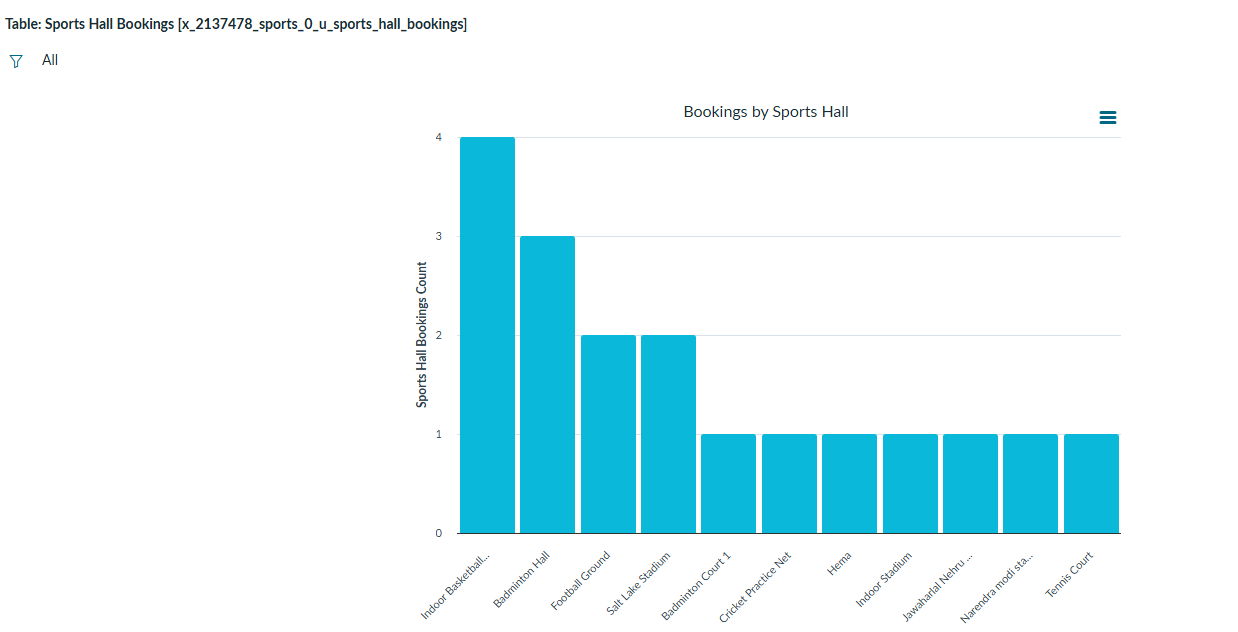 Table: Sports Hall Bookings [x_2137478_sports_0_u_sports_hall_bookings]
All
Bookings by Sports Hall
4
3
2
1
0
Sports Hall Bookings Count
Indoor Basketball...
Badminton Hall
Football Ground
Salt Lake Stadium
Badminton Court 1
Cricket Practice Net
Hema
Indoor Stadium
Jawaharlal Nehru ...
Narendra modi sta...
Tennis Court